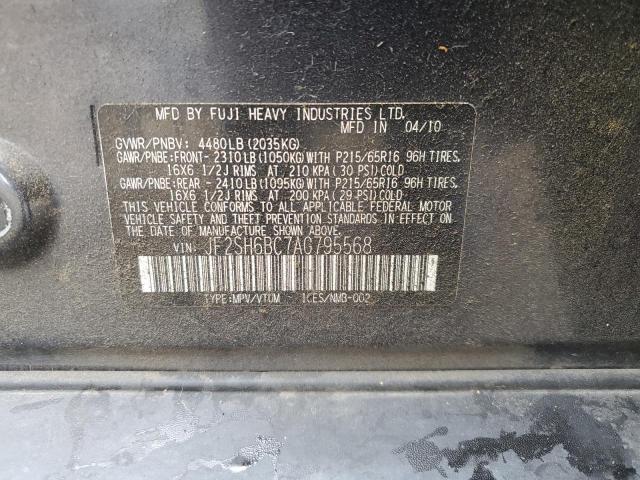 MFD BY FUJI HEAVY INDUSTRIES LTD.
MFD IN 04/10
GVWR/PNBV: 4480LB(2035KG)
GAWR/PNBE:FRONT- 2310LB(1050KG)WITH P215/65R16 96H TIRES.
16X6 1/2J RIMS AT 210 KPA(30 PSI)COLD
GAWR/PNBE:REAR - 2410LB(1095KG)WITH P215/65R16 96H TIRES.
16X6 1/2J RIMS AT 200 KPA(29 PSI)COLD
THIS VEHICLE CONFORMS TO ALL APPLICABLE FEDERAL MOTOR
VEHICLE SAFETY AND THEFT PREVENTION STANDARDS IN EFFECT ON THE DATE
OF MANUFACTURE SHOWN ABOVE.
VIN: JF2SH6BC7AG795568
TYPE:MPV/VTUM ICES/NMB-002